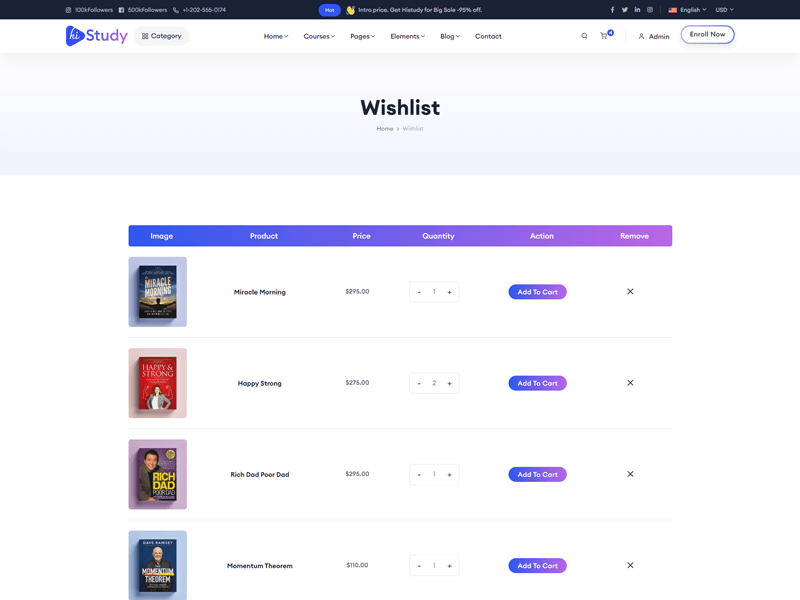 100kFollowers 500kFollowers +1-202-555-0174 Hot Intro price. Get Histudy for Big Sale -95% off. English USD
hiStudy Category Home Courses Pages Elements Blog Contact 4 Admin Enroll Now
Wishlist
Home > Wishlist
Image Product Price Quantity Action Remove
MIRACLE
MORNING
Miracle Morning $295.00 - 1 + Add To Cart
HAPPY &
STRONG
Happy Strong $275.00 - 2 + Add To Cart
RICH
DAD
POOR DAD
Rich Dad Poor Dad $295.00 - 1 + Add To Cart
DAVE RAMSEY
MOMENTUM
THEOREM
Momentum Theorem $110.00 - 1 + Add To Cart